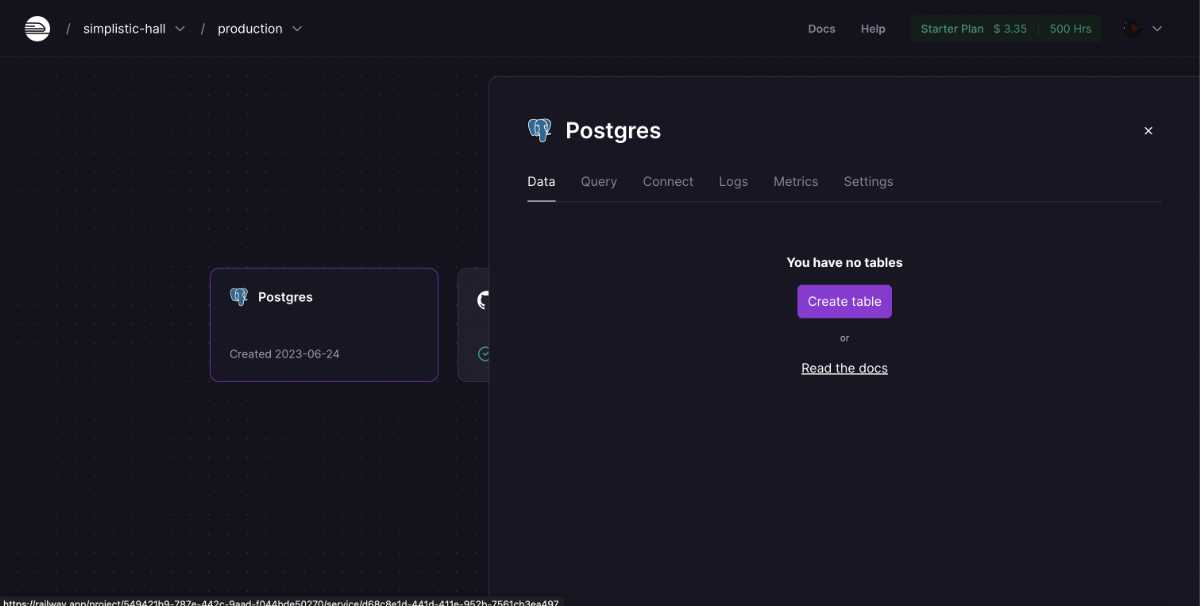 / simplistic-hall / production Docs Help Starter Plan $ 3.35 500 Hrs
Postgres
Data Query Connect Logs Metrics Settings
You have no tables
Create table
or
Read the docs
Postgres
Created 2023-06-24
https://railway.app/project/549421b9-787e-442c-9aad-f044bde50270/service/d68c8e1d-441d-411e-952b-7561cb3ea497